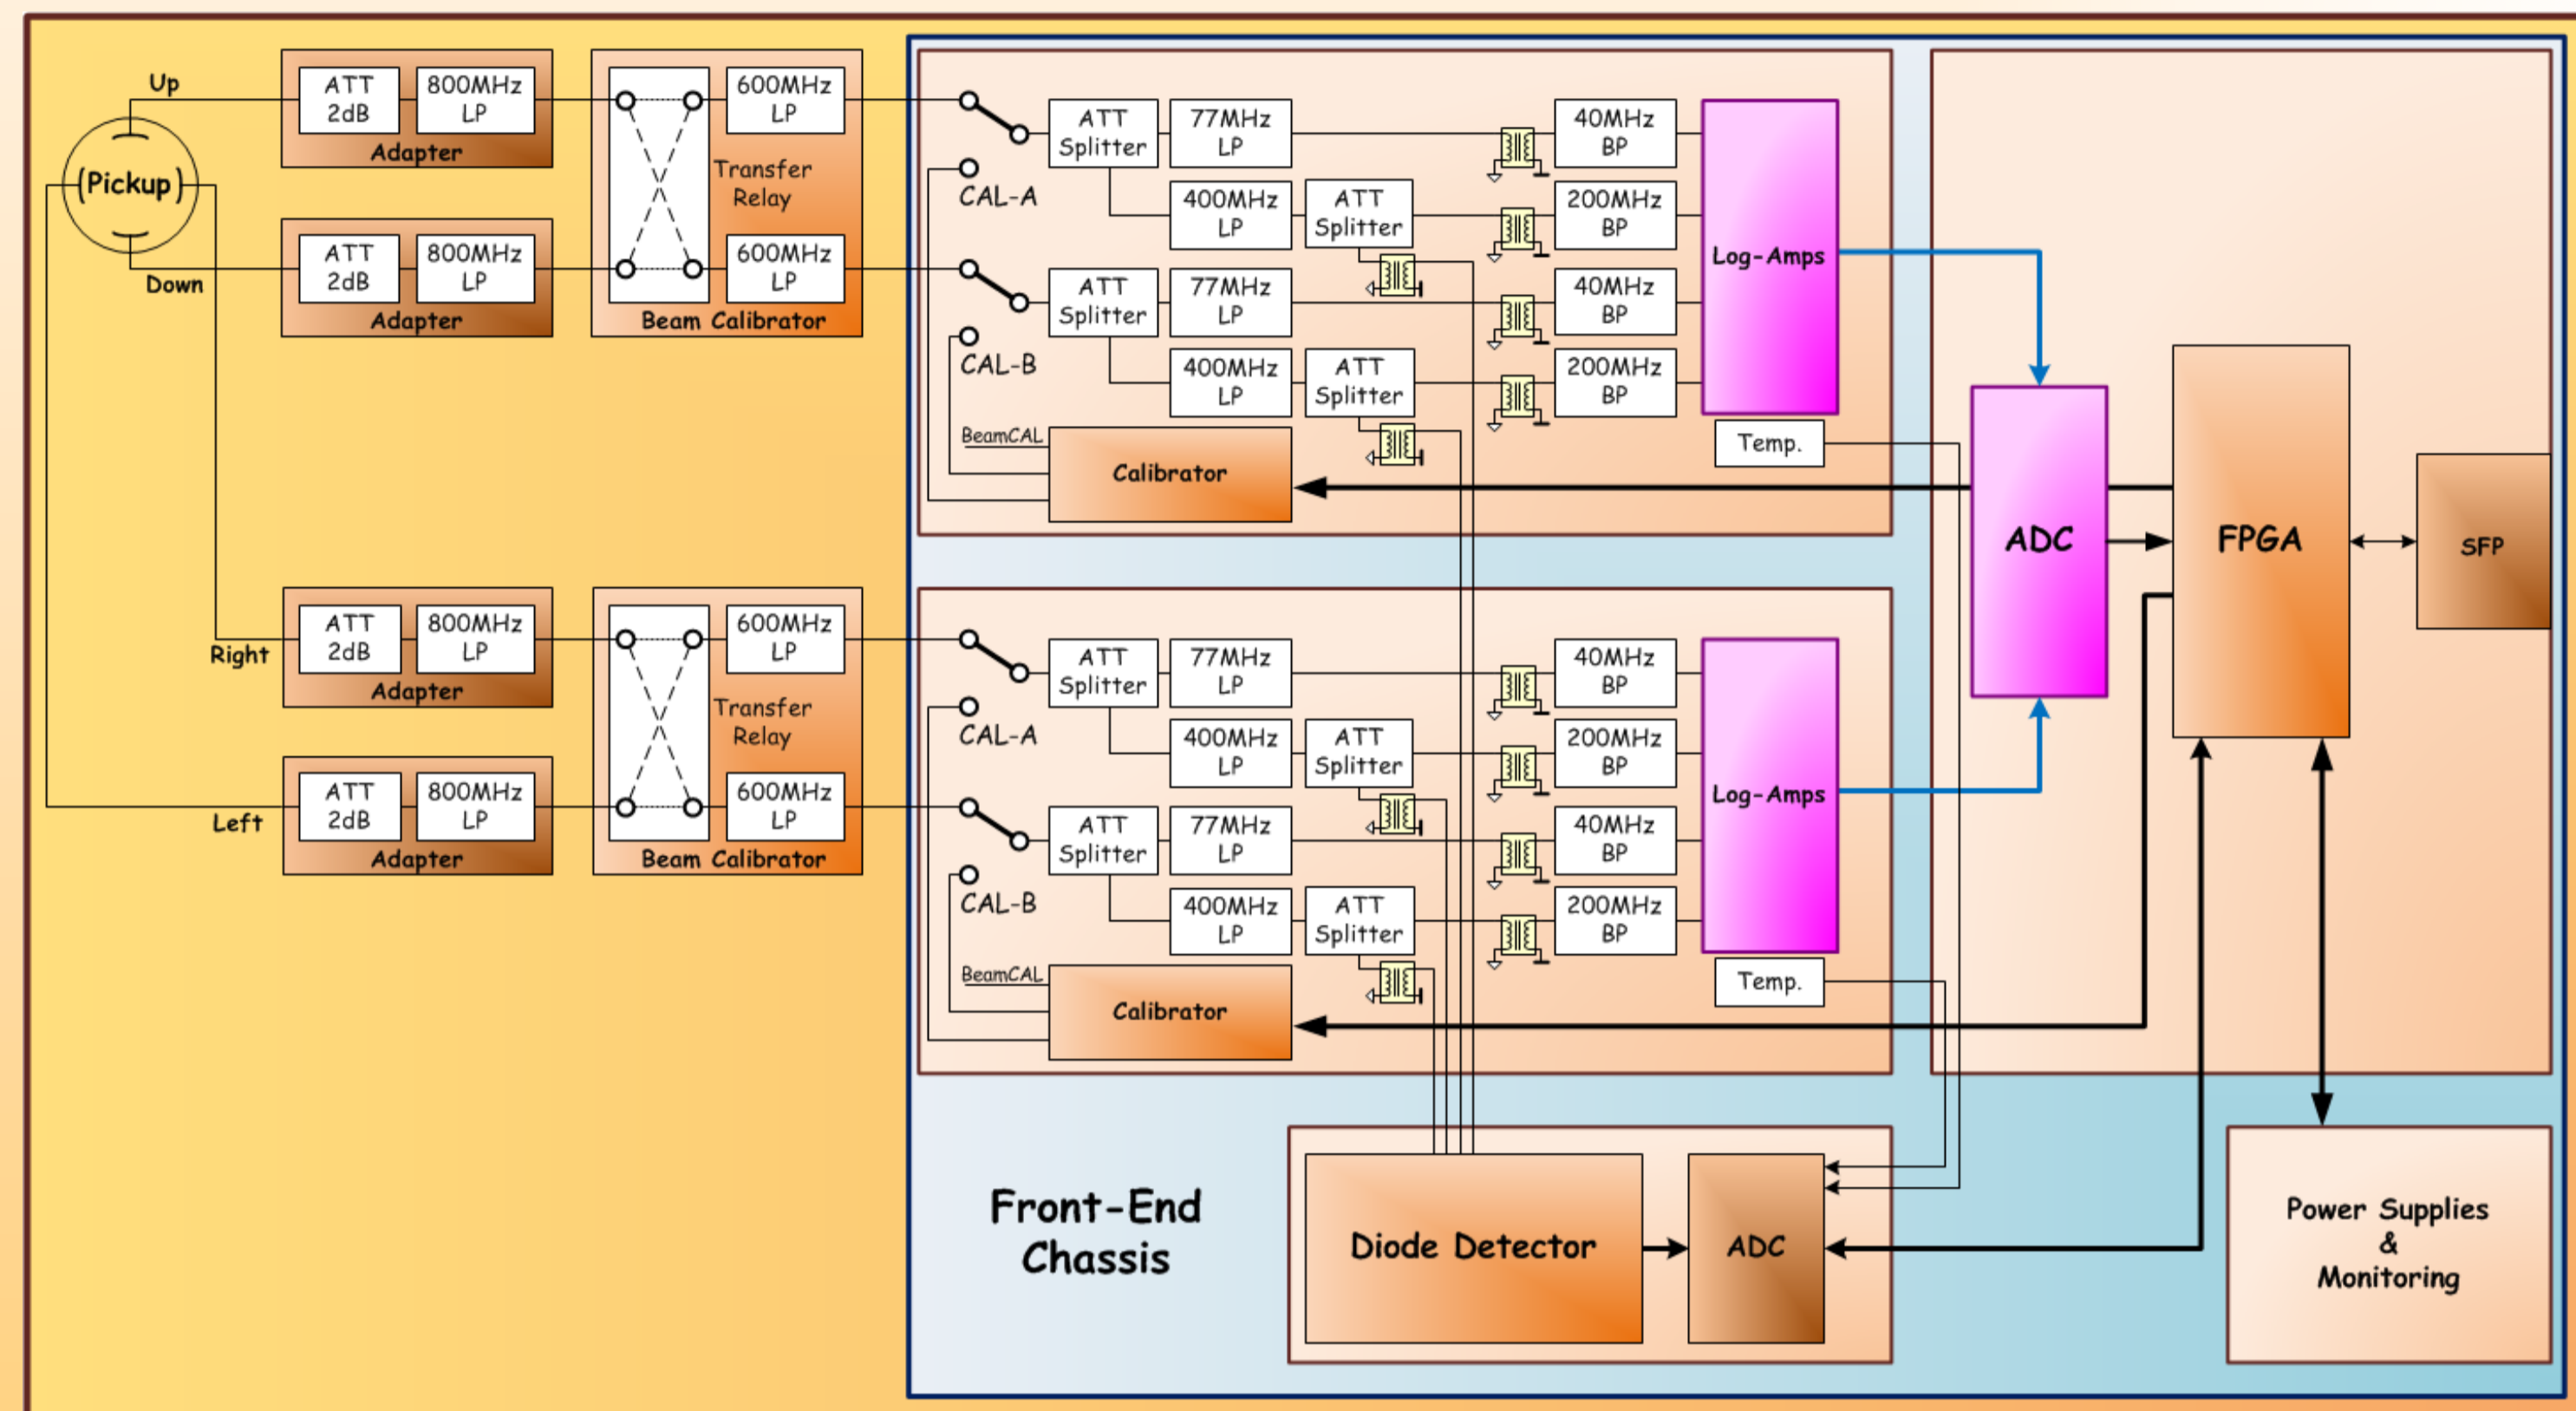 Up
ATT
2dB
800MHz
LP
Adapter
600MHz
LP
Transfer
Relay
(Pickup)
Down
ATT
2dB
800MHz
LP
Adapter
600MHz
LP
Beam Calibrator
CAL-A
CAL-B
BeamCAL
ATT
Splitter
77MHz
LP
400MHz
LP
ATT
Splitter
40MHz
BP
200MHz
BP
ATT
Splitter
77MHz
LP
400MHz
LP
ATT
Splitter
40MHz
BP
200MHz
BP
Log-Amps
Temp.
Calibrator
ADC
FPGA
SFP
Right
ATT
2dB
800MHz
LP
Adapter
600MHz
LP
Transfer
Relay
Left
ATT
2dB
800MHz
LP
Adapter
600MHz
LP
Beam Calibrator
CAL-A
CAL-B
BeamCAL
ATT
Splitter
77MHz
LP
400MHz
LP
ATT
Splitter
40MHz
BP
200MHz
BP
ATT
Splitter
77MHz
LP
400MHz
LP
ATT
Splitter
40MHz
BP
200MHz
BP
Log-Amps
Temp.
Calibrator
Front-End
Chassis
Diode Detector
ADC
Power Supplies
&
Monitoring